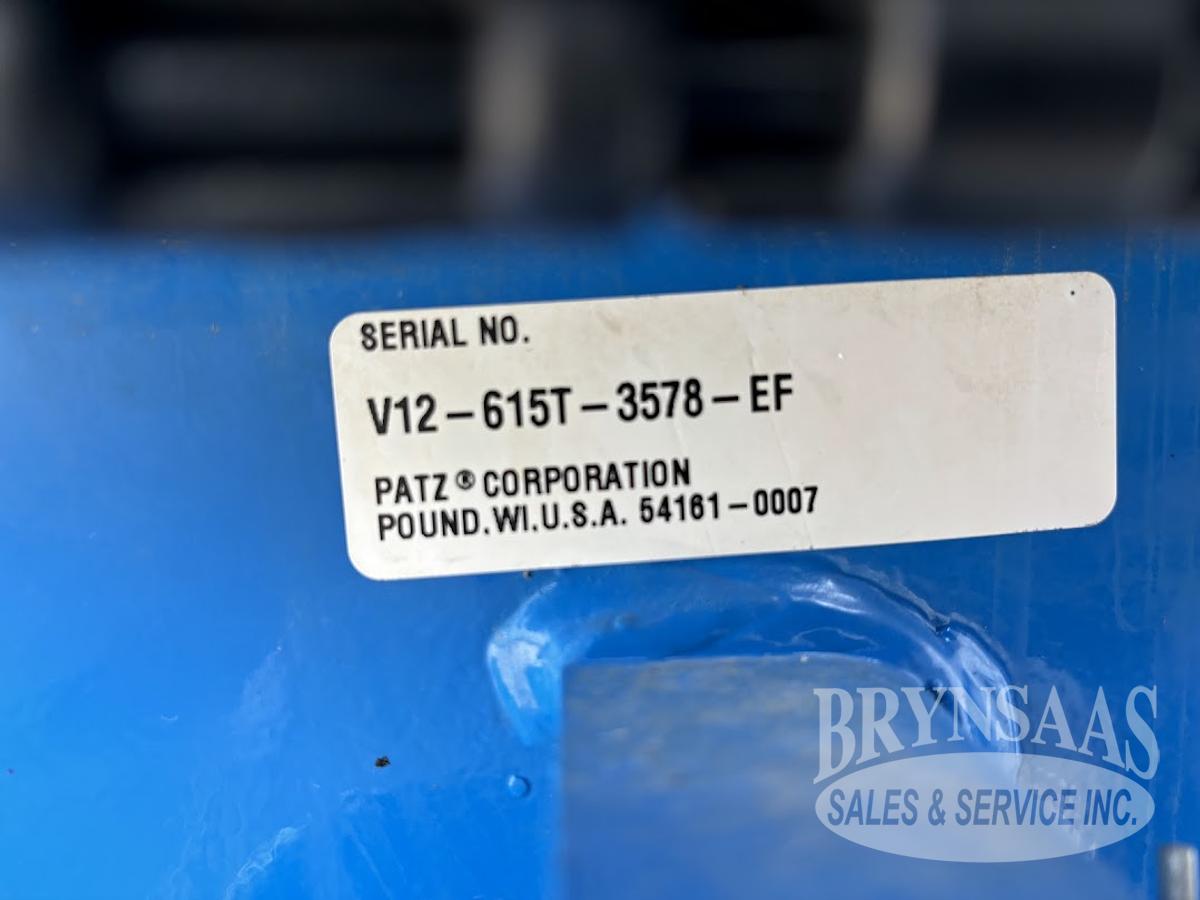 SERIAL NO.
V12-615T-3578-EF
PATZ® CORPORATION
POUND.WI.U.S.A. 54161-0007
BRYNSAAS
SALES & SERVICE INC.